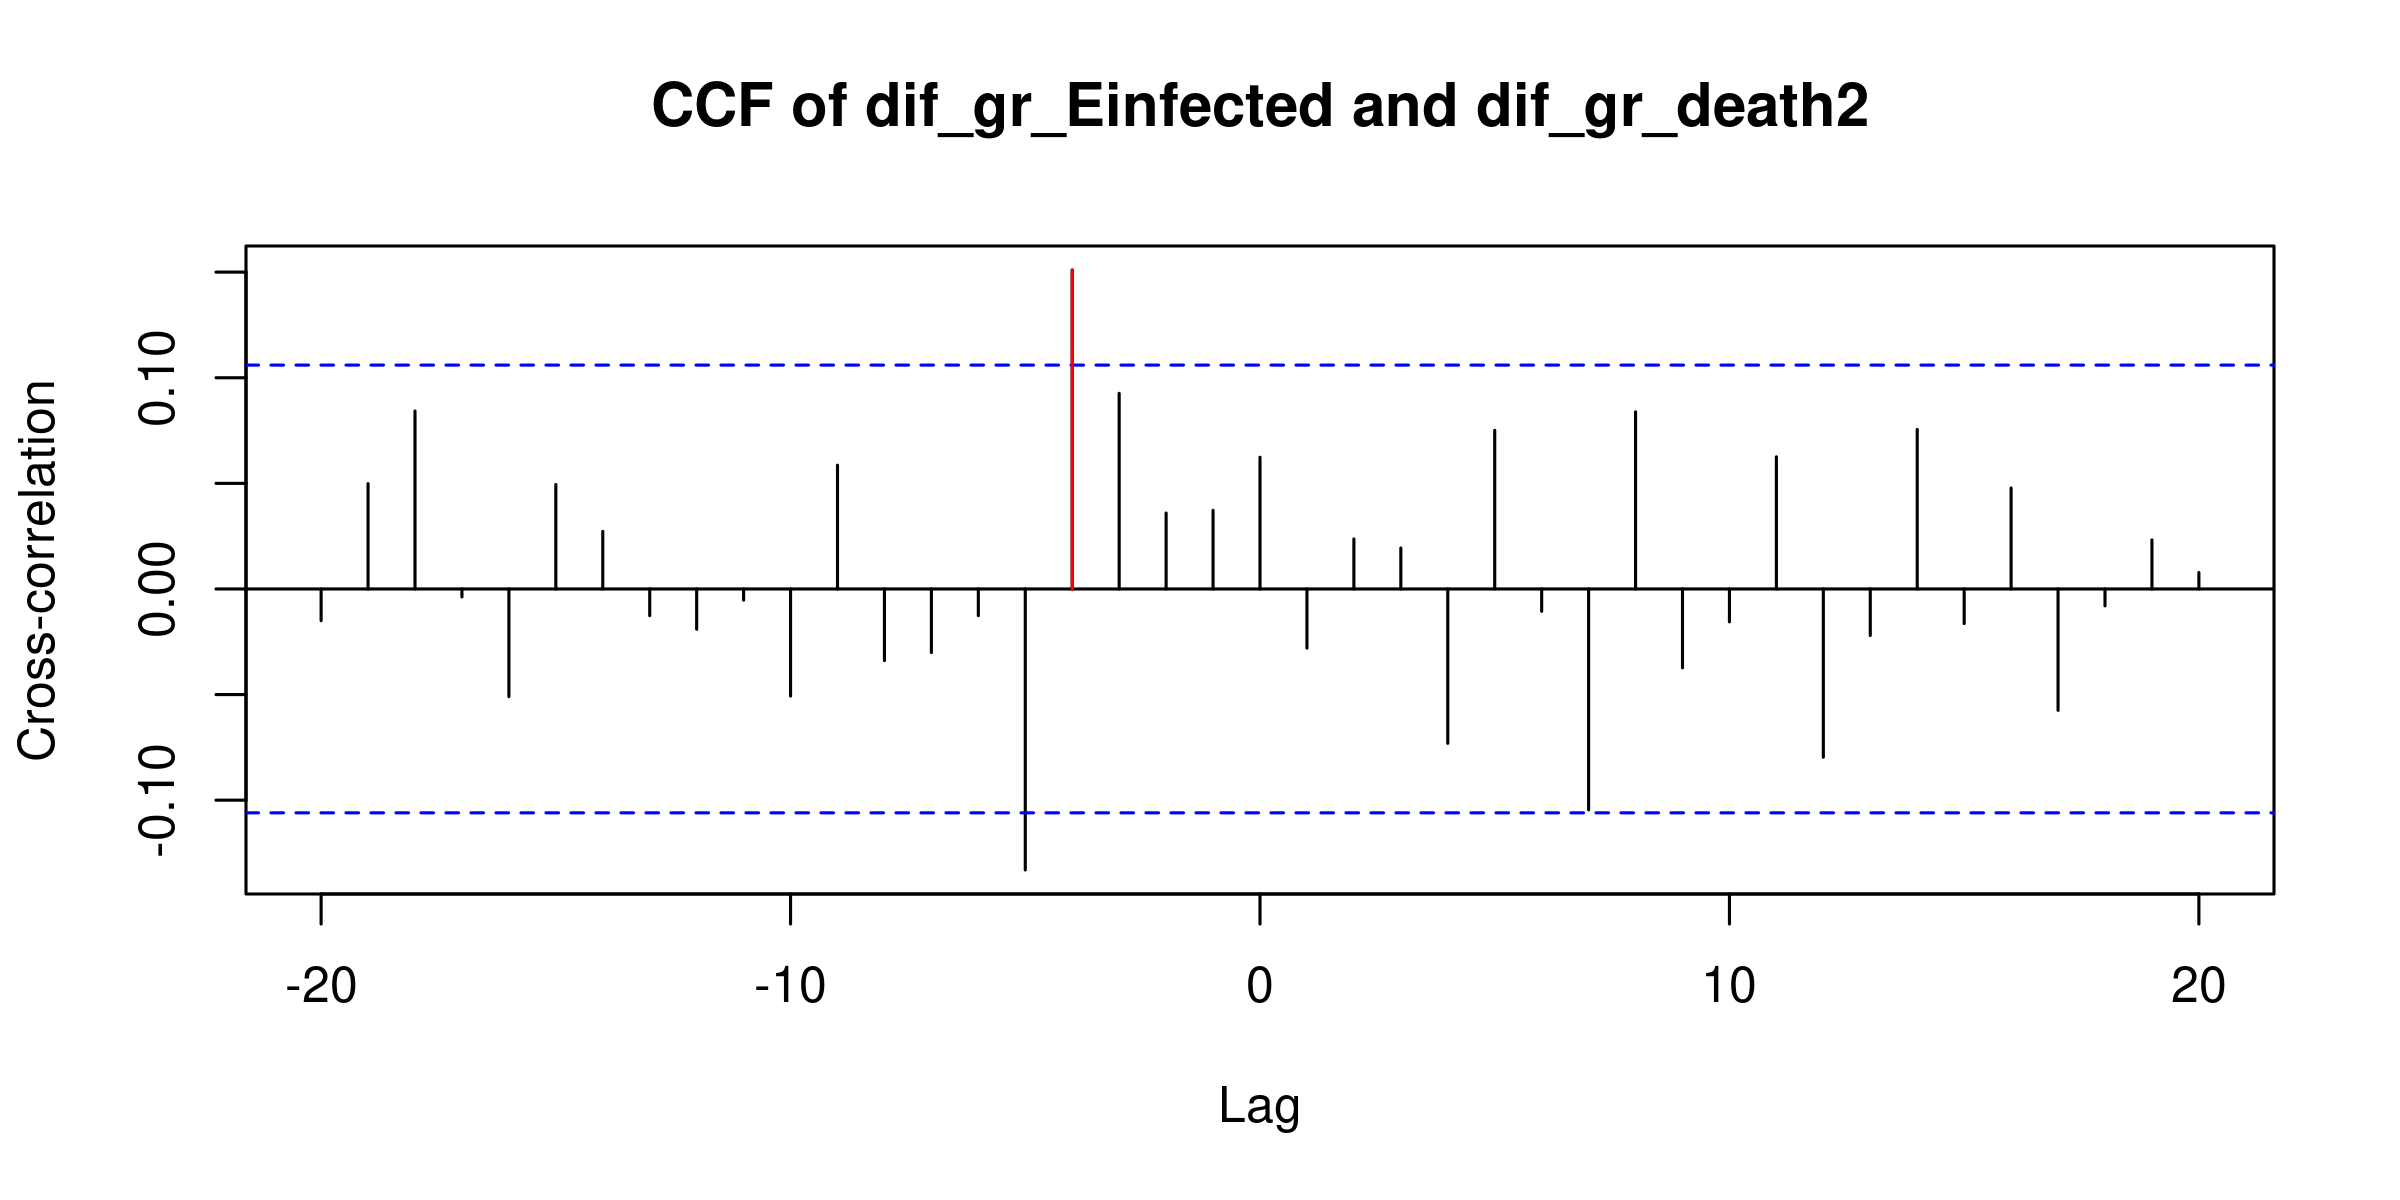 CCF of dif_gr_Einfected and dif_gr_death2
Cross-correlation
0.10
0.00
-0.10
-20 -10 0 10 20
Lag